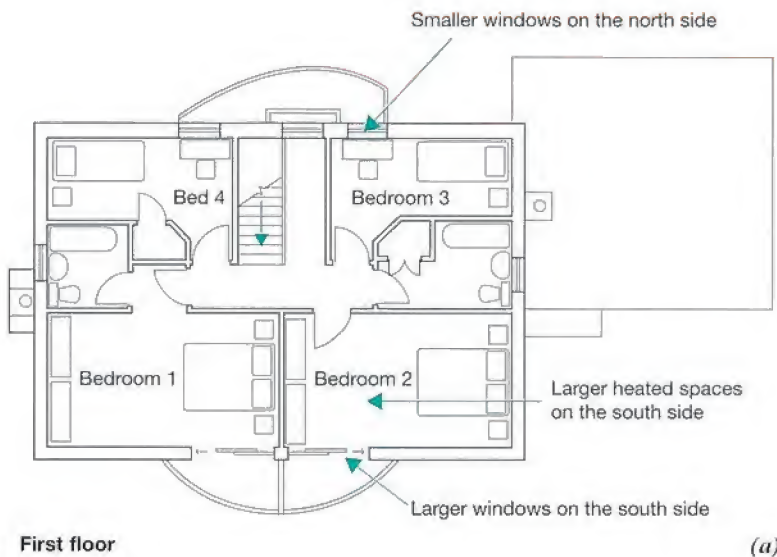 Smaller windows on the north side
Bed 4
Bedroom 3
Bedroom 1
Bedroom 2
Larger heated spaces
on the south side
Larger windows on the south side
First floor
(a)